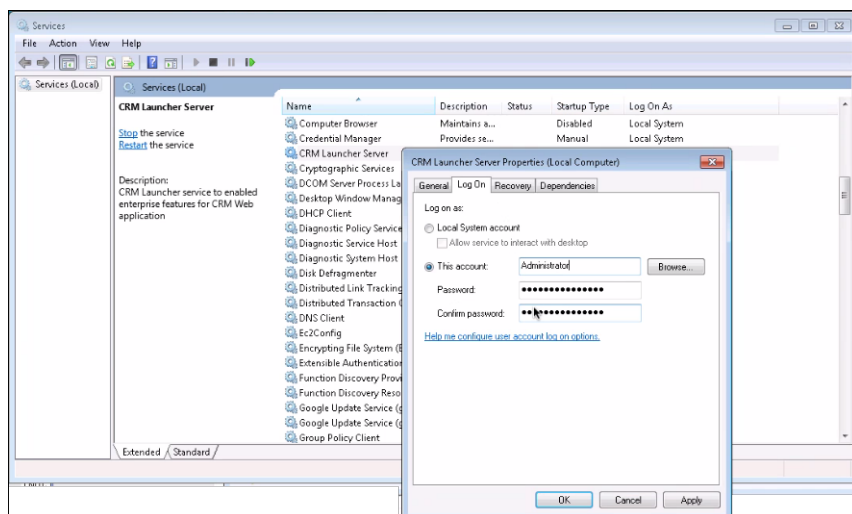 Services
File Action View Help
Services (Local)
Services (Local)
CRM Launcher Server
Stop the service
Restart the service
Description:
CRM Launcher service to enabled
enterprise features for CRM Web
application
Name Description Status Startup Type Log On As
Computer Browser Maintains a... Disabled Local System
Credential Manager Provides se... Manual Local System
CRM Launcher Server
Cryptographic Services
DCOM Server Process La
Desktop Window Manag
DHCP Client
Diagnostic Policy Service
Diagnostic Service Host
Diagnostic System Host
Disk Defragmenter
Distributed Link Tracking
Distributed Transaction C
DNS Client
Ec2Config
Encrypting File System (E
Extensible Authentication
Function Discovery Provi
Function Discovery Reso
Google Update Service (g
Google Update Service (g
Group Policy Client
Extended Standard
CRM Launcher Server Properties (Local Computer)
General Log On Recovery Dependencies
Log on as:
Local System account
Allow service to interact with desktop
This account: Administrator Browse...
Password: ●●●●●●●●●●●●●●●
Confirm password: ●●●●●●●●●●●●●●●
Help me configure user account log on options.
OK Cancel Apply